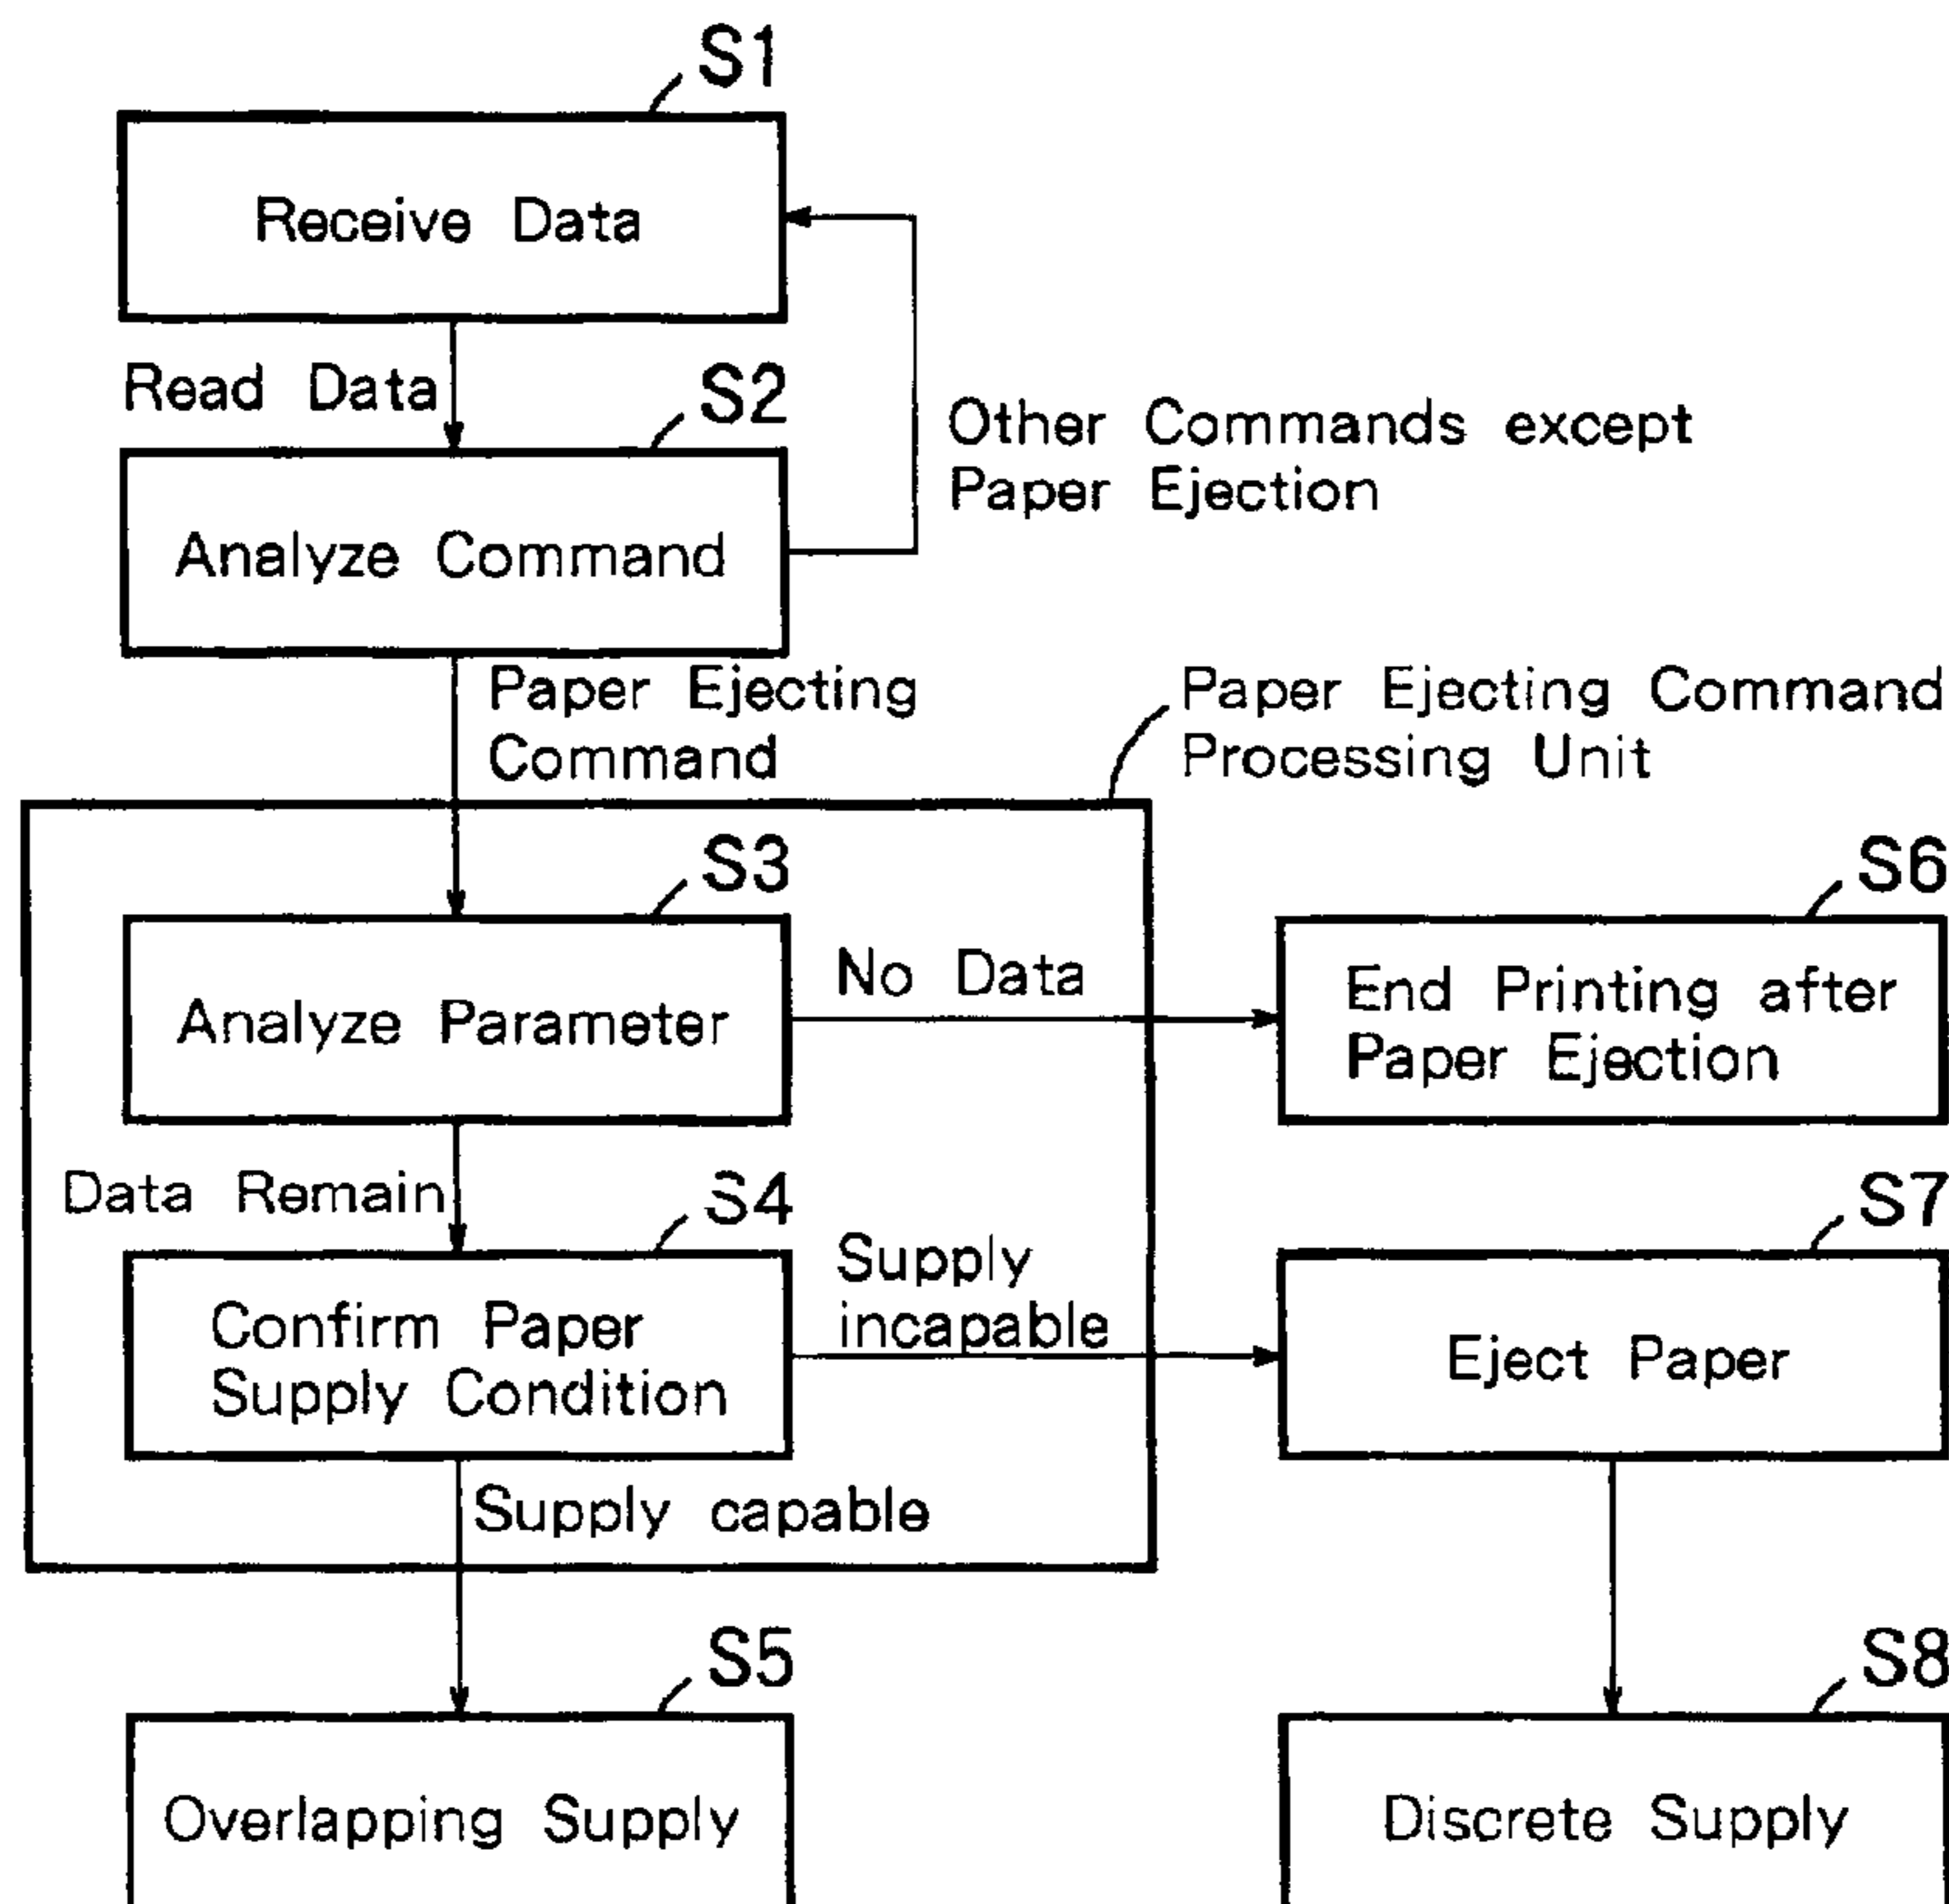 S1
Receive Data
Read Data
S2
Other Commands except
Paper Ejection
Analyze Command
Paper Ejecting
Command
Paper Ejecting Command
Processing Unit
S3
S6
Analyze Parameter
No Data
End Printing after
Paper Ejection
Data Remain
S4
S7
Supply
incapable
Confirm Paper
Supply Condition
Eject Paper
Supply capable
S5
S8
Overlapping Supply
Discrete Supply